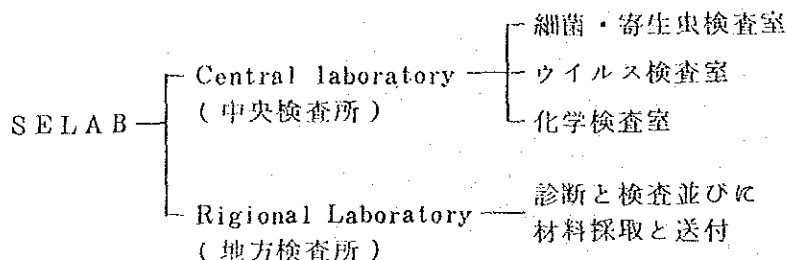 細菌・寄生虫検査室
Central laboratory
ウイルス検査室
(中央検査所)
SELAB
化学検査室
Rigional Laboratory
診断と検査並びに
材料採取と送付
(地方検査所)